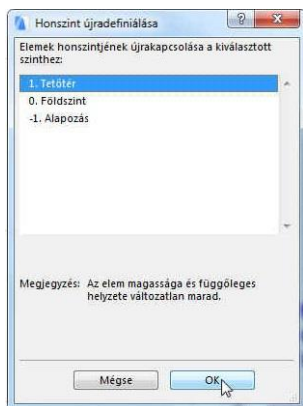 Honszint újradefiniálása
Elemek honszintjének újrakapcsolása a kiválasztott
szinthez:
1. Tetőtér
0. Földszint
-1. Alapozás
Megjegyzés: Az elem magassága és függőleges
helyzete változatlan marad.
Mégse
OK